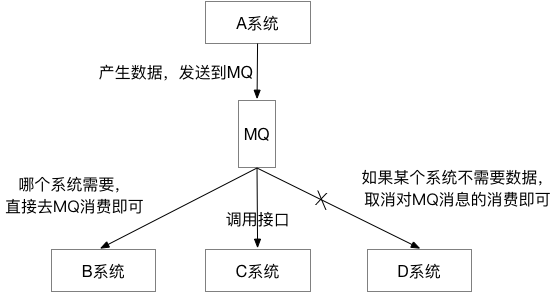 A系统
产生数据，发送到MQ
MQ
哪个系统需要，
直接去MQ消费即可
如果某个系统不需要数据，
取消对MQ消息的消费即可
调用接口
B系统
C系统
D系统